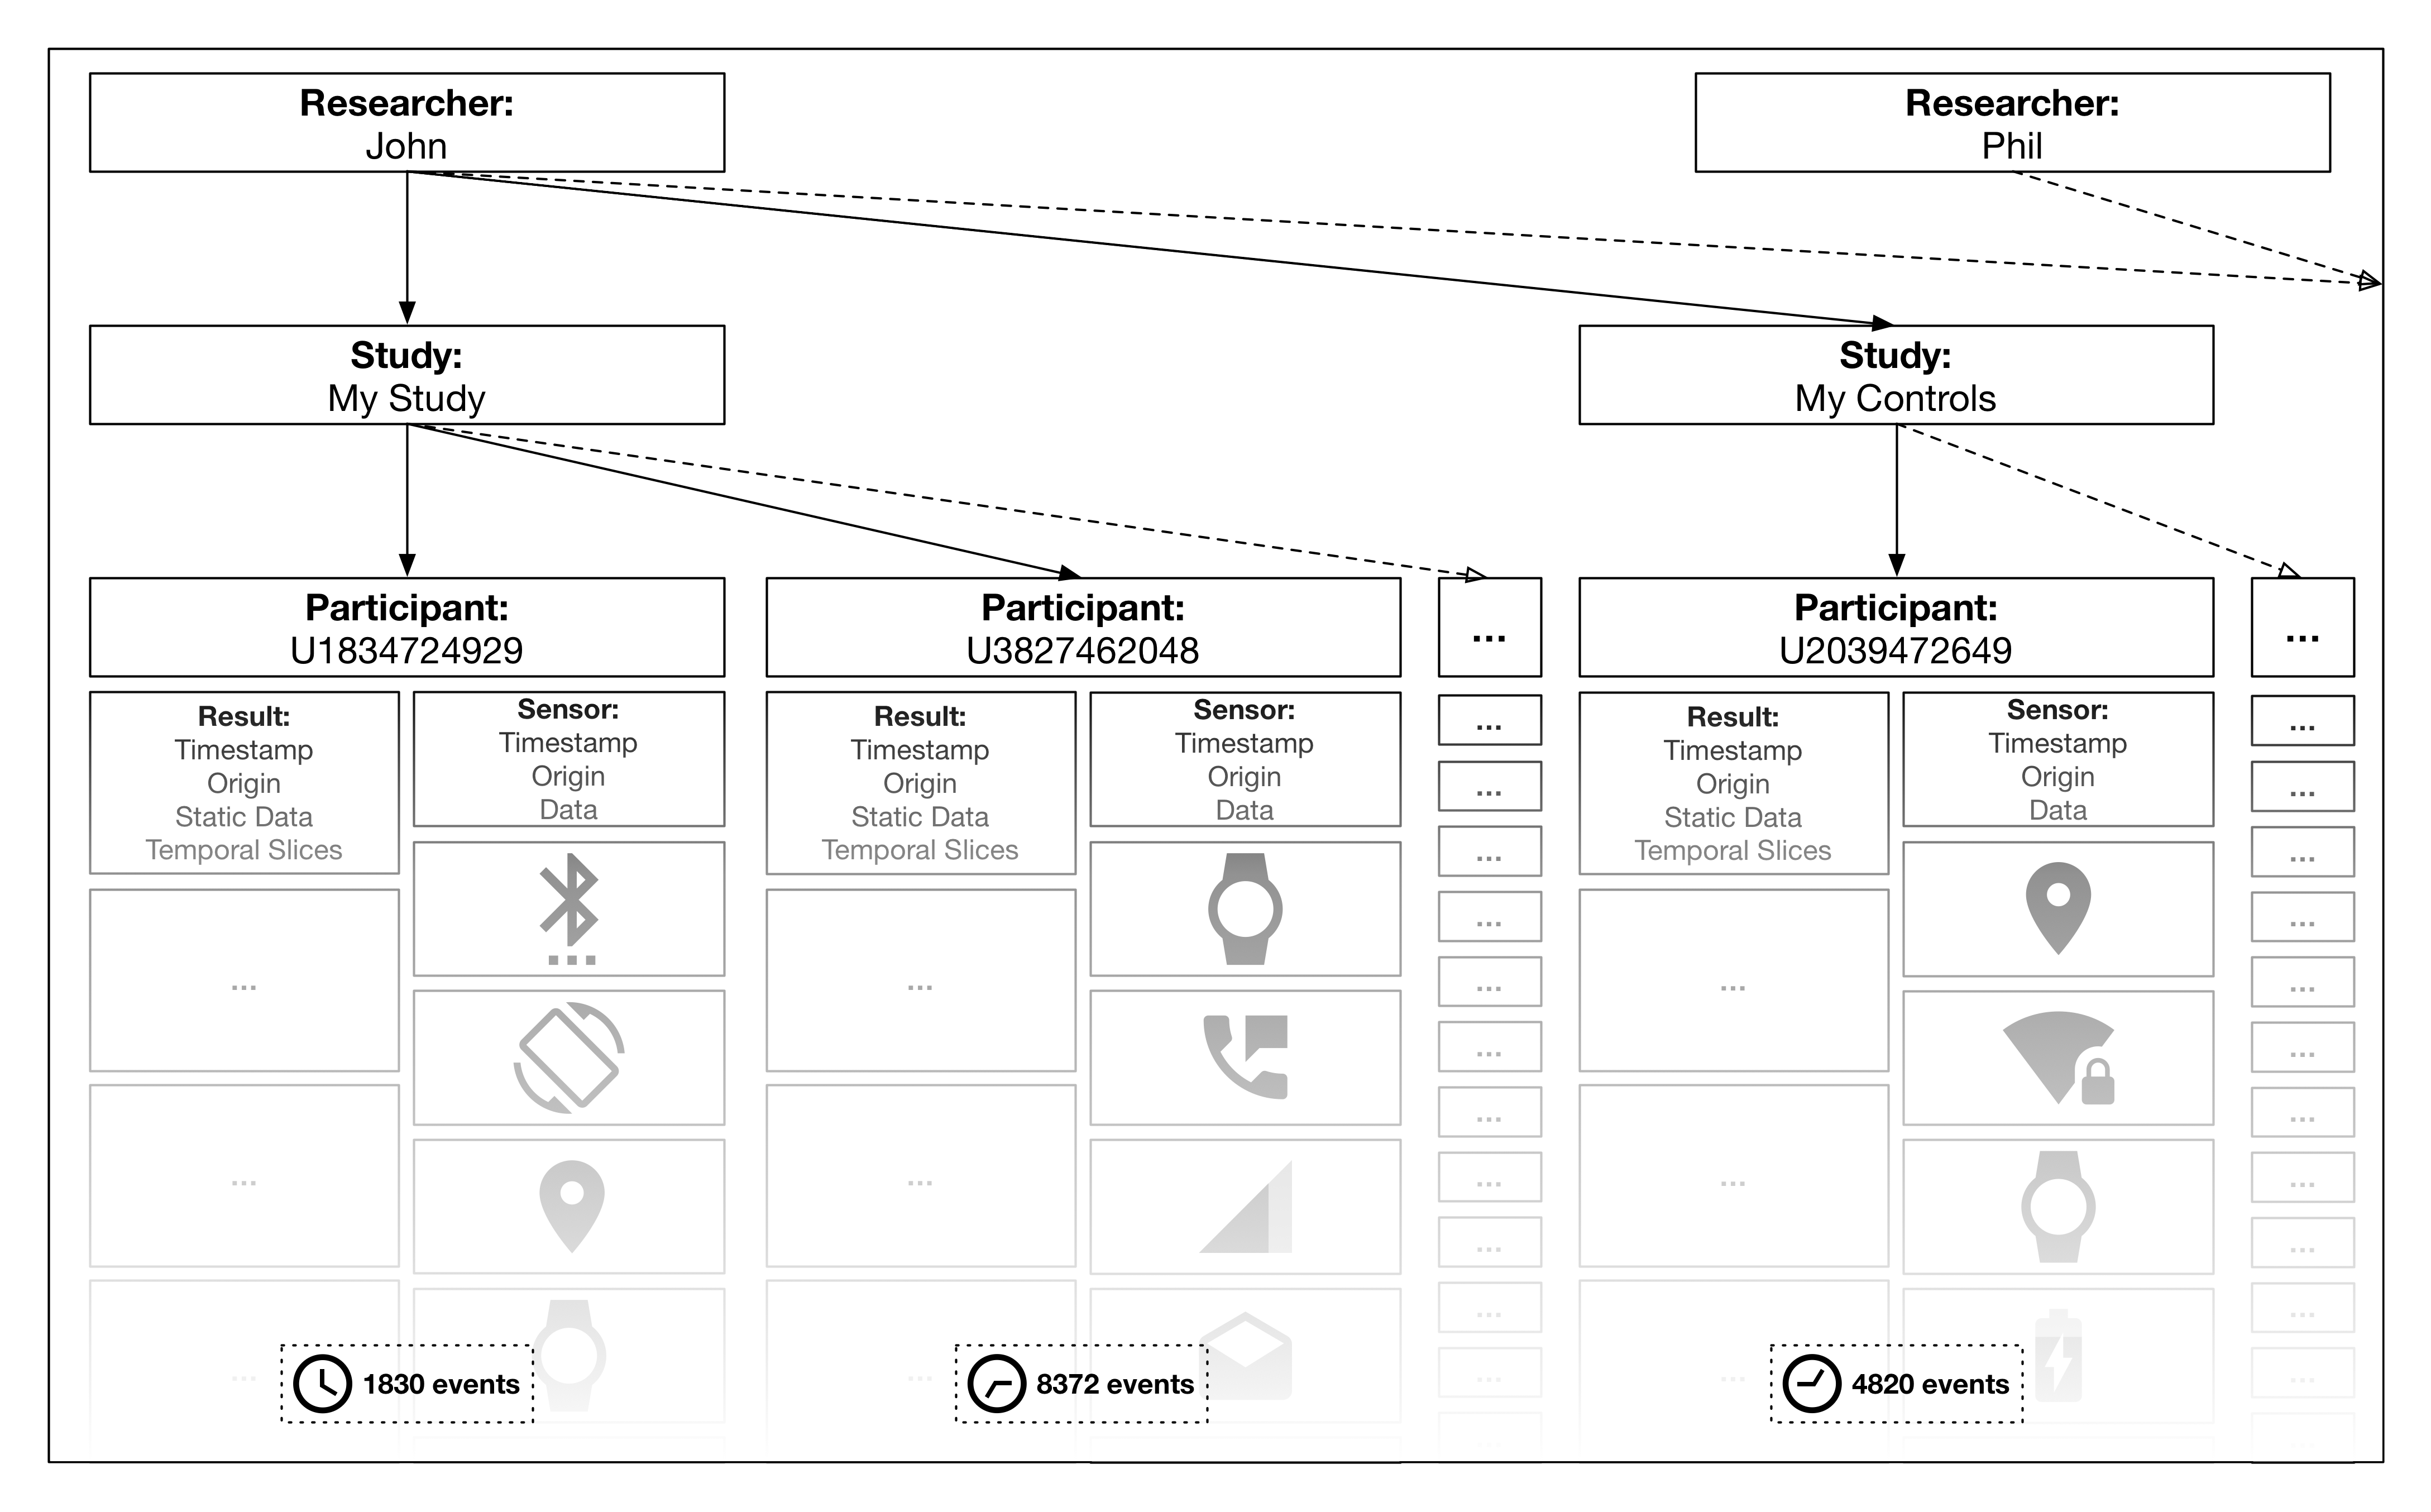 Researcher:
John
Researcher:
Phil
Study:
My Study
Study:
My Controls
Participant:
U1834724929
Participant:
U3827462048
...
Participant:
U2039472649
...
Result:
Timestamp
Origin
Static Data
Temporal Slices
Sensor:
Timestamp
Origin
Data
Result:
Timestamp
Origin
Static Data
Temporal Slices
Sensor:
Timestamp
Origin
Data
Result:
Timestamp
Origin
Static Data
Temporal Slices
Sensor:
Timestamp
Origin
Data
1830 events
8372 events
4820 events